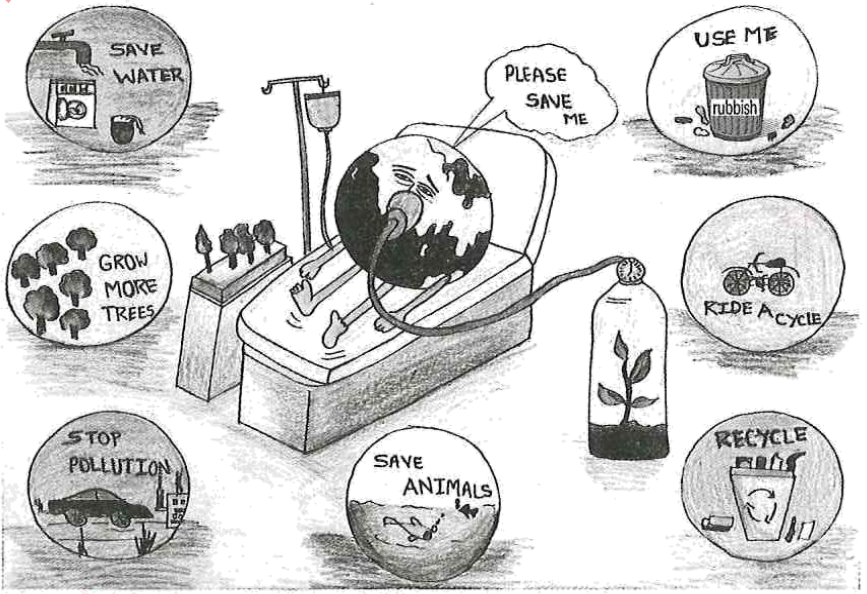 SAVE
WATER
PLEASE
SAVE
ME
USE ME
rubbish
GROW
MORE
TREES
RIDE A CYCLE
STOP
POLLUTION
SAVE
ANIMALS
RECYCLE